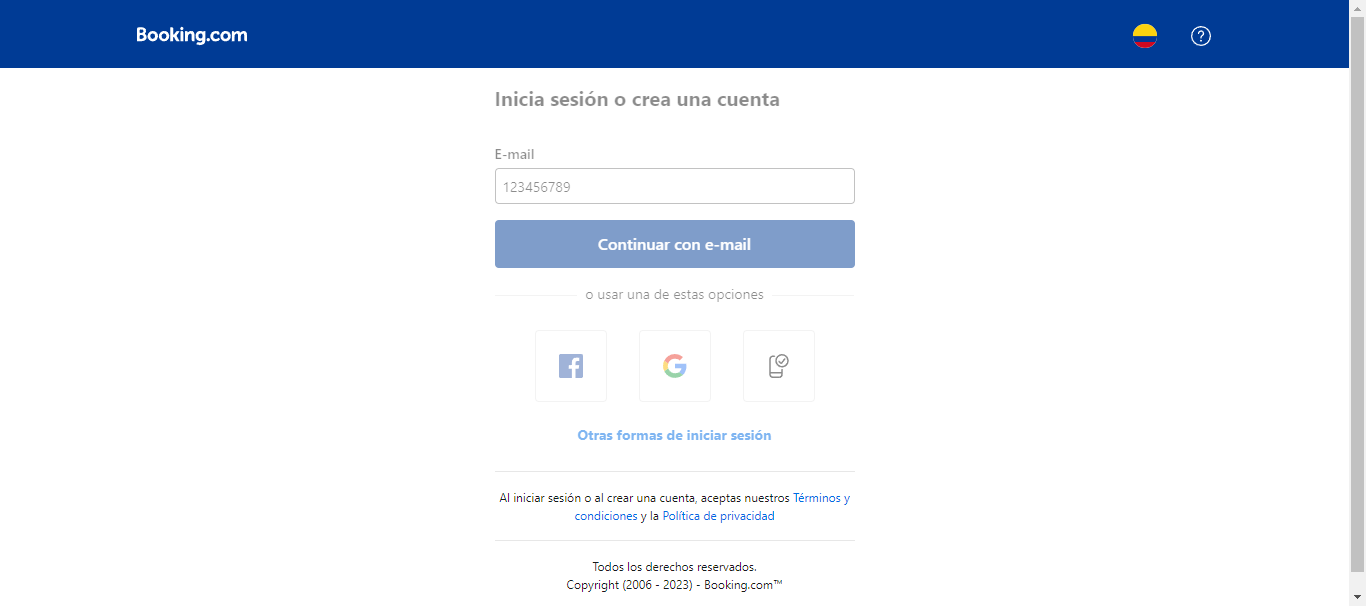 Booking.com
Inicia sesión o crea una cuenta
E-mail
123456789
Continuar con e-mail
o usar una de estas opciones
Otras formas de iniciar sesión
Al iniciar sesión o al crear una cuenta, aceptas nuestros Términos y
condiciones y la Política de privacidad
Todos los derechos reservados.
Copyright (2006 - 2023) - Booking.com™